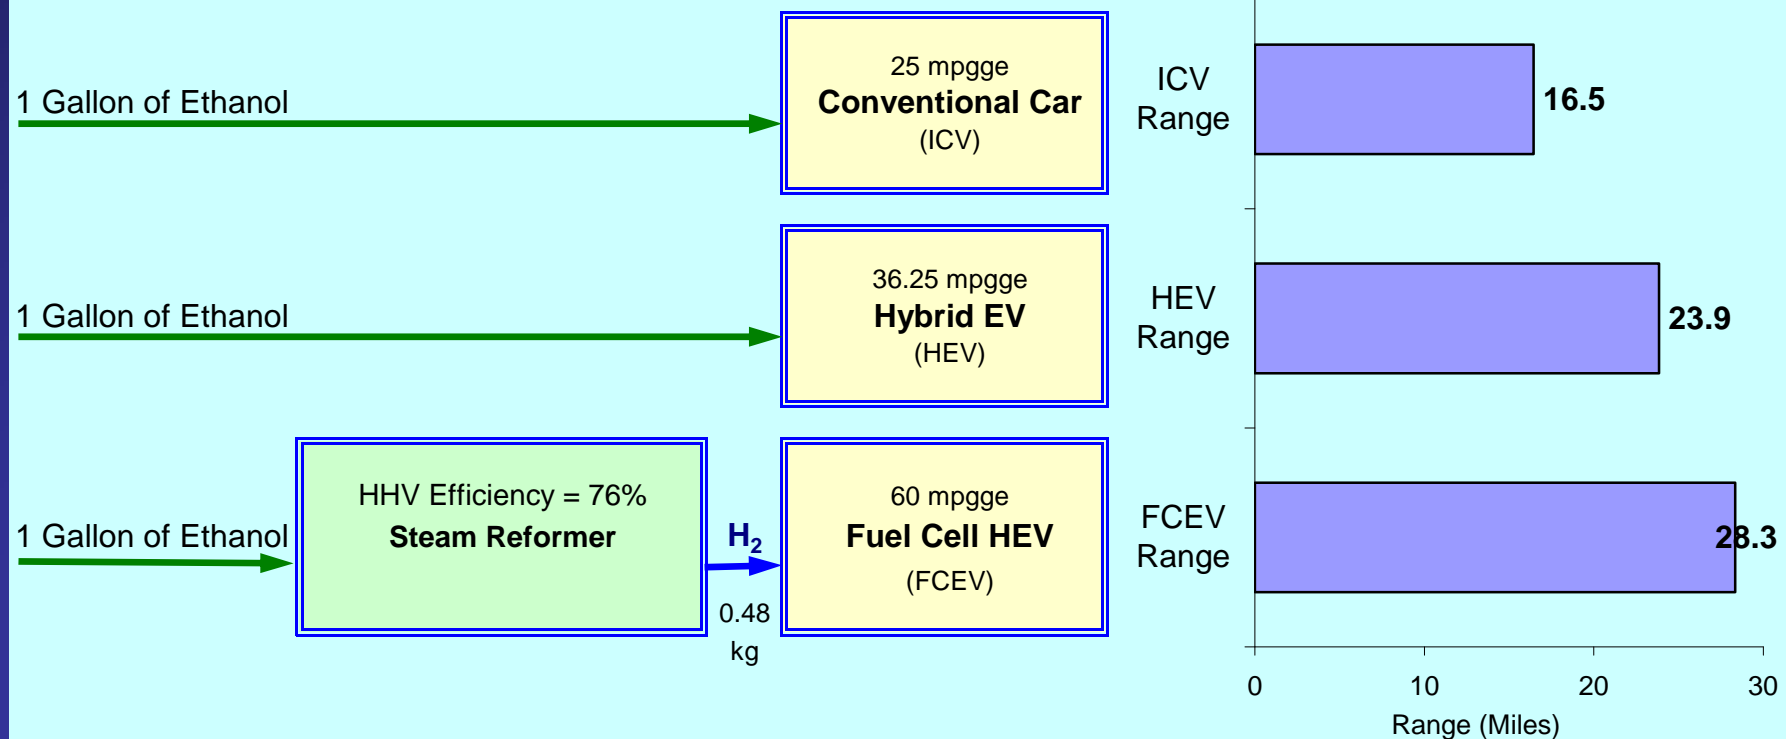 1 Gallon of Ethanol
25 mpgge
Conventional Car
(ICV)
ICV
Range
16.5
1 Gallon of Ethanol
36.25 mpgge
Hybrid EV
(HEV)
HEV
Range
23.9
1 Gallon of Ethanol
HHV Efficiency = 76%
Steam Reformer
H₂
0.48
kg
60 mpgge
Fuel Cell HEV
(FCEV)
FCEV
Range
28.3
0 10 20 30
Range (Miles)